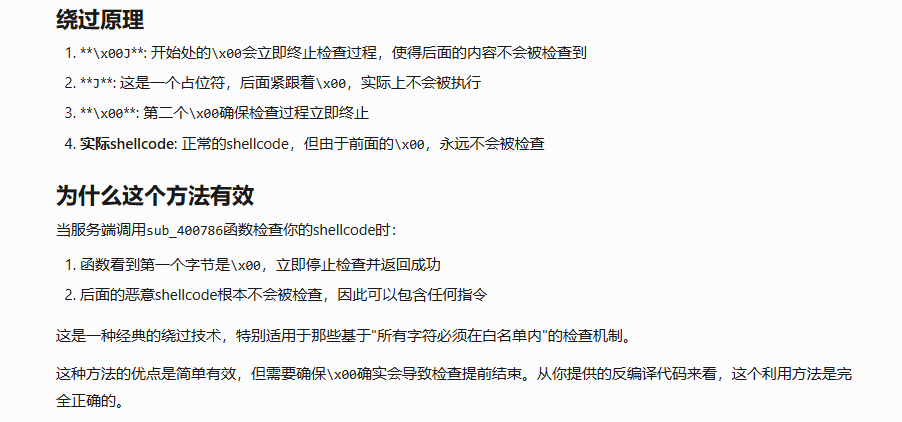 绕过原理
1. **\x00J**: 开始处的\x00会立即终止检查过程，使得后面的内容不会被检查到
2. **J**: 这是一个占位符，后面紧跟着\x00，实际上不会被执行
3. **\x00**: 第二个\x00确保检查过程立即终止
4. 实际shellcode: 正常的shellcode，但由于前面的\x00，永远不会被检查
为什么这个方法有效
当服务端调用sub_400786函数检查你的shellcode时：
1. 函数看到第一个字节是\x00，立即停止检查并返回成功
2. 后面的恶意shellcode根本不会被检查，因此可以包含任何指令
这是一种经典的绕过技术，特别适用于那些基于"所有字符必须在白名单内"的检查机制。
这种方法的优点是简单有效，但需要确保\x00确实会导致检查提前结束。从你提供的反编译代码来看，这个利用方法是完
全正确的。